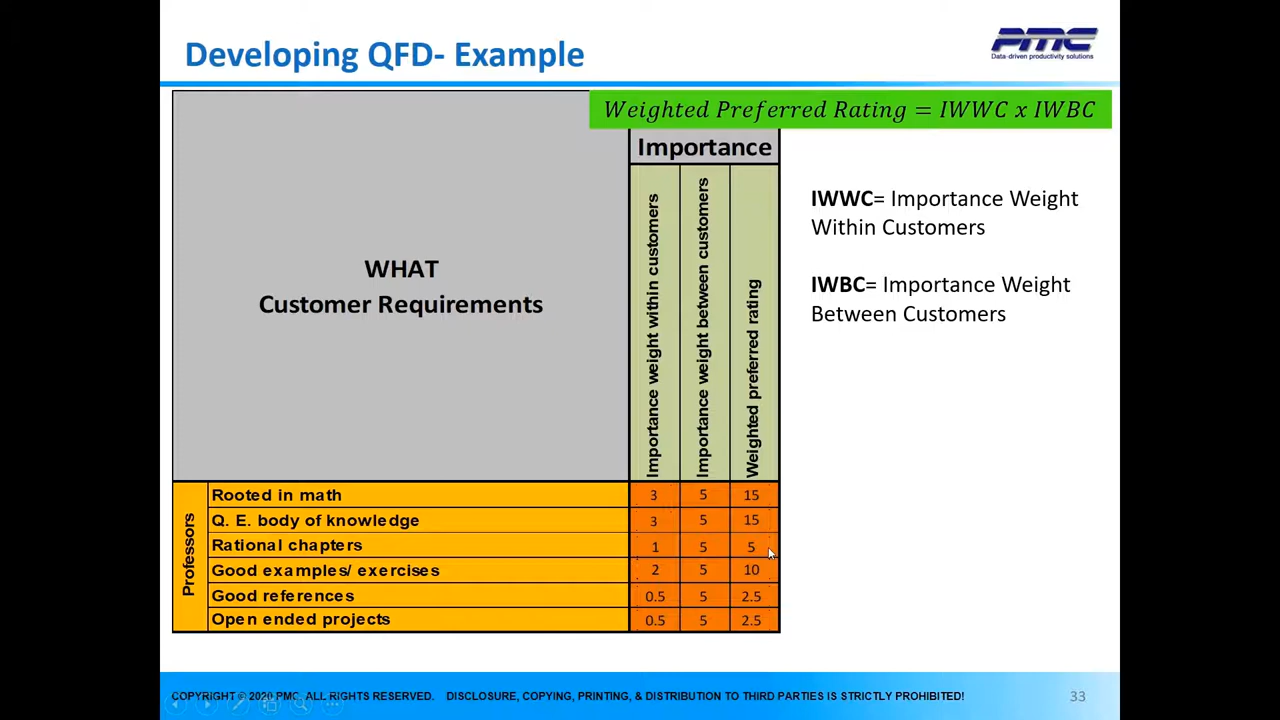 Developing QFD- Example
PMC
Data-driven productivity solutions
Weighted Preferred Rating = IWWC x IWBC
Importance
WHAT
Customer Requirements
Importance weight within customers
Importance weight between customers
Weighted preferred rating
IWWC= Importance Weight
Within Customers
IWBC= Importance Weight
Between Customers
Professors
Rooted in math 3 5 15
Q. E. body of knowledge 3 5 15
Rational chapters 1 5 5
Good examples/ exercises 2 5 10
Good references 0.5 5 2.5
Open ended projects 0.5 5 2.5
COPYRIGHT © 2020 PMC. ALL RIGHTS RESERVED. DISCLOSURE, COPYING, PRINTING, & DISTRIBUTION TO THIRD PARTIES IS STRICTLY PROHIBITED!
33